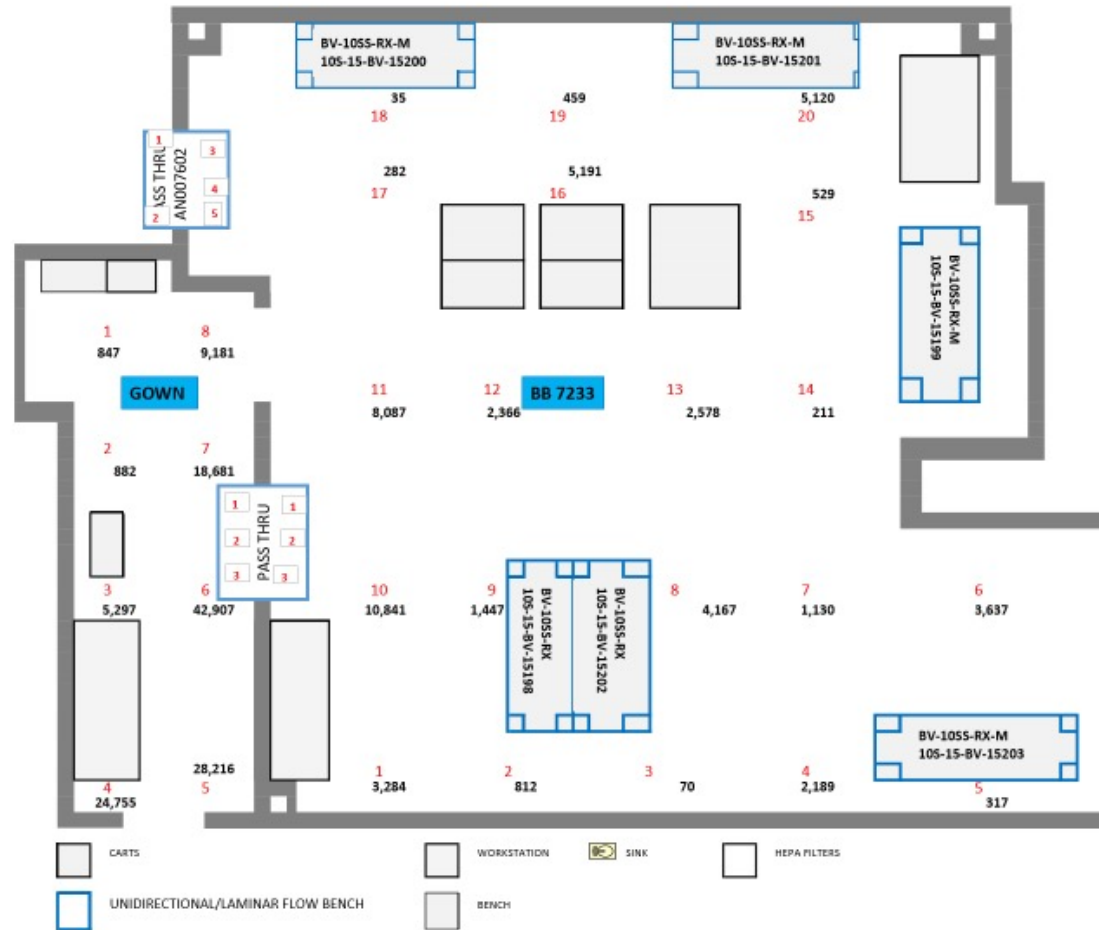 BV-10SS-RX-M
10S-15-BV-15200
BV-10SS-RX-M
10S-15-BV-15201
35
459
5,120
18
19
20
1
3
4
2
5
PASS THRU
AN007602
282
5,191
529
17
16
15
BV-10SS-RX-M
10S-15-BV-15199
1
8
847
9,181
GOWN
11
12
BB 7233
13
14
8,087
2,366
2,578
211
2
7
882
18,681
1
1
2
2
3
3
PASS THRU
3
6
10
9
8
7
6
5,297
42,907
10,841
1,447
4,167
1,130
3,637
BV-10SS-RX
10S-15-BV-15198
BV-10SS-RX
10S-15-BV-15202
BV-10SS-RX-M
10S-15-BV-15203
28,216
4
5
24,755
1
2
3
4
5
3,284
812
70
2,189
317
CARTS
WORKSTATION
SINK
HEPA FILTERS
UNIDIRECTIONAL/LAMINAR FLOW BENCH
BENCH